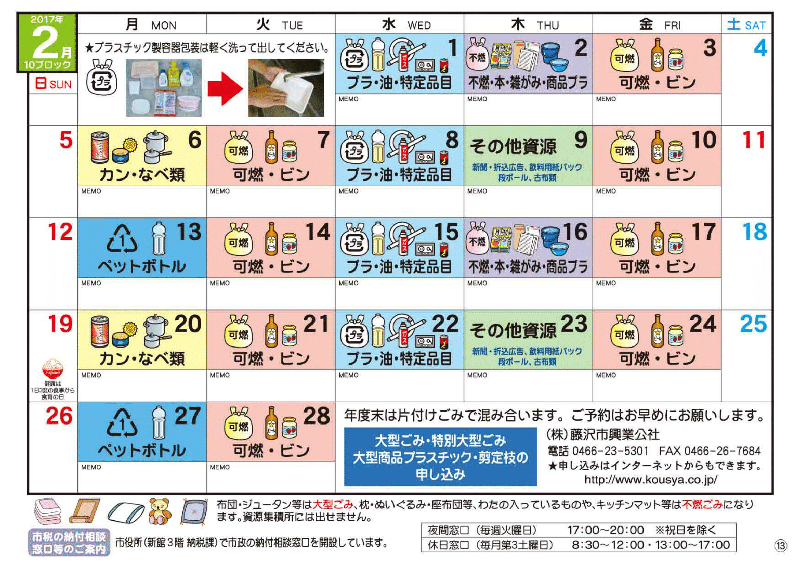 2017年
2月
10ブロック
月 MON
火 TUE
水 WED
木 THU
金 FRI
土 SAT
日 SUN
★プラスチック製容器包装は軽く洗って出してください。
プラ
1
プラ・油・特定品目
MEMO
不燃
2
不燃・本・雑がみ・商品プラ
MEMO
可燃
3
可燃・ビン
MEMO
4
5
6
カン・なべ類
MEMO
可燃
7
可燃・ビン
MEMO
プラ
8
プラ・油・特定品目
MEMO
その他資源
9
新聞・折込広告、飲料用紙パック
段ボール、古布類
MEMO
可燃
10
可燃・ビン
MEMO
11
12
1
13
ペットボトル
MEMO
可燃
14
可燃・ビン
MEMO
プラ
15
プラ・油・特定品目
MEMO
不燃
16
不燃・本・雑がみ・商品プラ
MEMO
可燃
17
可燃・ビン
MEMO
18
19
毎月19日は
1日3度の食事から
食育の日
20
カン・なべ類
MEMO
可燃
21
可燃・ビン
MEMO
プラ
22
プラ・油・特定品目
MEMO
その他資源
23
新聞・折込広告、飲料用紙パック
段ボール、古布類
MEMO
可燃
24
可燃・ビン
MEMO
25
26
1
27
ペットボトル
MEMO
可燃
28
可燃・ビン
MEMO
年度末は片付けごみで混み合います。ご予約はお早めにお願いします。
大型ごみ・特別大型ごみ
大型商品プラスチック・剪定枝の
申し込み
(株)藤沢市興業公社
電話 0466-23-5301 FAX 0466-26-7684
★申し込みはインターネットからもできます。
http://www.kousya.co.jp/
布団・ジュータン等は大型ごみ、枕・ぬいぐるみ・座布団等、わたの入っているものや、キッチンマット等は不燃ごみになり
ます。資源集積所には出せません。
市税の納付相談
窓口等のご案内
市役所(新館3階 納税課)で市政の納付相談窓口を開設しています。
夜間窓口(毎週火曜日) 17:00~20:00 ※祝日を除く
休日窓口(毎月第3土曜日) 8:30~12:00・13:00~17:00
⑬